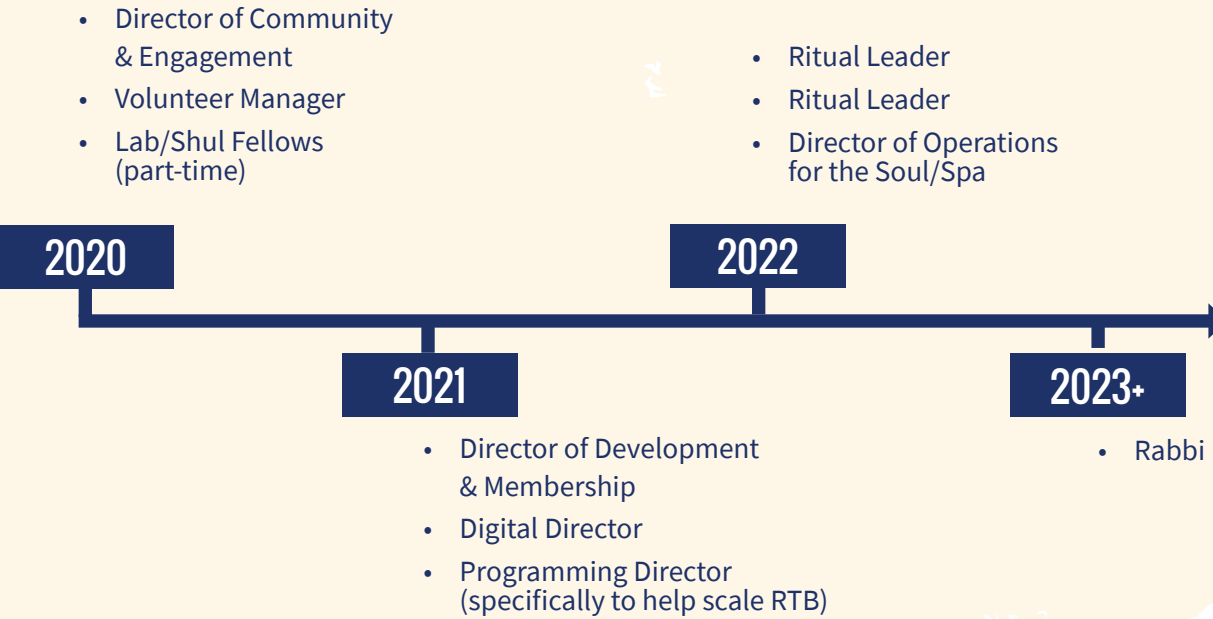 • Director of Community
& Engagement
• Volunteer Manager
• Lab/Shul Fellows
(part-time)
2020
2021
• Director of Development
& Membership
• Digital Director
• Programming Director
(specifically to help scale RTB)
• Ritual Leader
• Ritual Leader
• Director of Operations
for the Soul/Spa
2022
2023+
• Rabbi